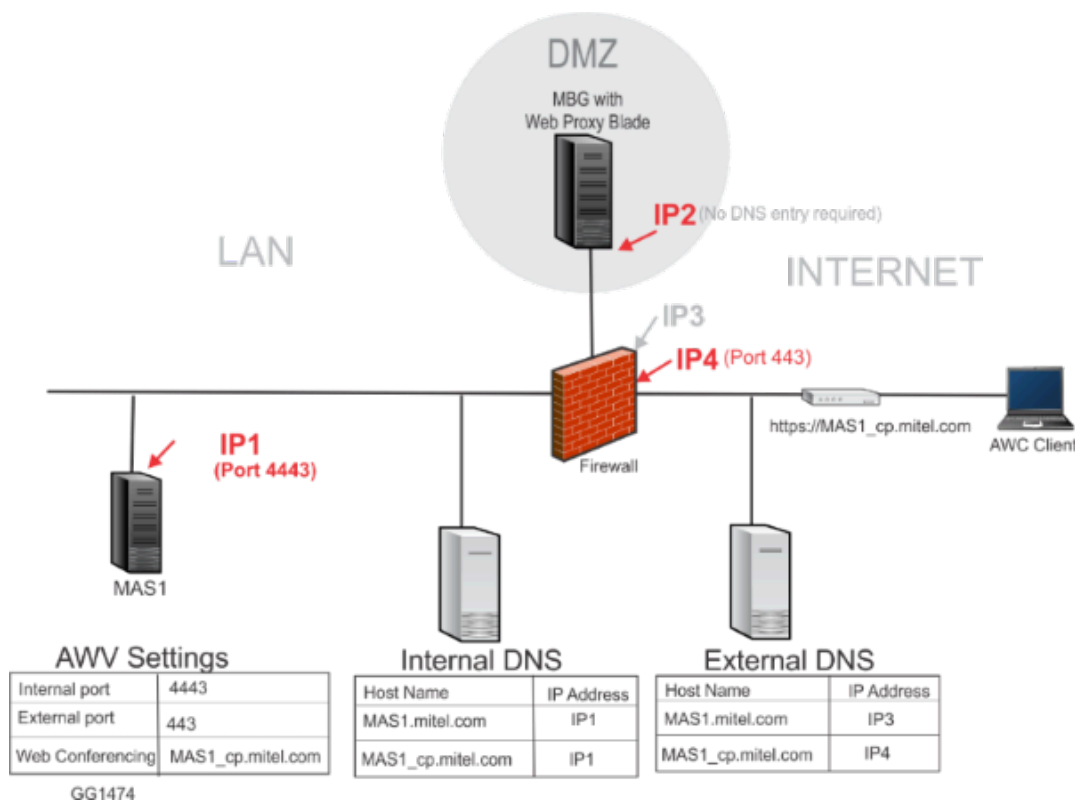 DMZ
MBG with
Web Proxy Blade
IP2 (No DNS entry required)
LAN
INTERNET
IP3
IP4 (Port 443)
IP1
(Port 4443)
Firewall
https://MAS1_cp.mitel.com
AWC Client
MAS1
AWV Settings
Internal port 4443
External port 443
Web Conferencing MAS1_cp.mitel.com
Internal DNS
Host Name IP Address
MAS1.mitel.com IP1
MAS1_cp.mitel.com IP1
External DNS
Host Name IP Address
MAS1.mitel.com IP3
MAS1_cp.mitel.com IP4
GG1474